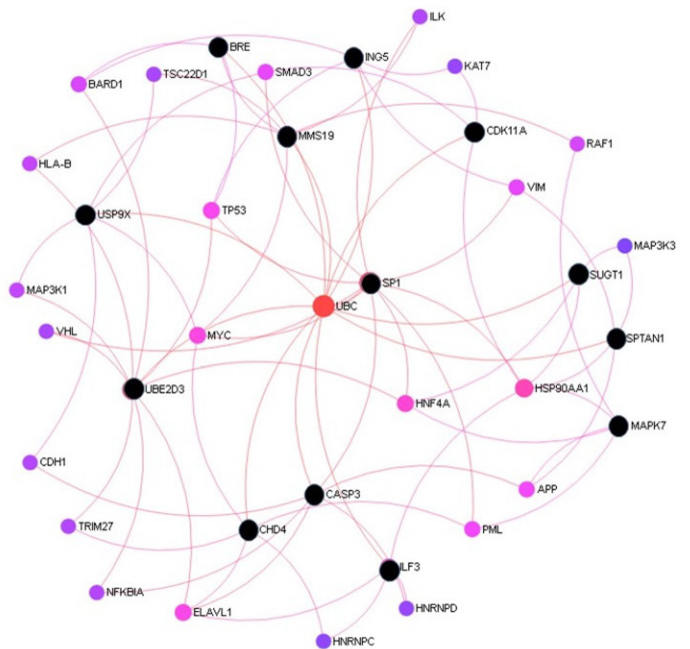 ILK
BRE
ING5
SMAD3
KAT7
TSC22D1
BARD1
CDK11A
MMS19
RAF1
HLA-B
VIM
TP53
USP9X
MAP3K3
SUGT1
SP1
MAP3K1
UBC
VHL
MYC
SPTAN1
UBE2D3
HSP90AA1
HNF4A
MAPK7
CDH1
APP
CASP3
TRIM27
CHD4
PML
ILF3
NFKBIA
HNRNPD
ELAVL1
HNRNPC